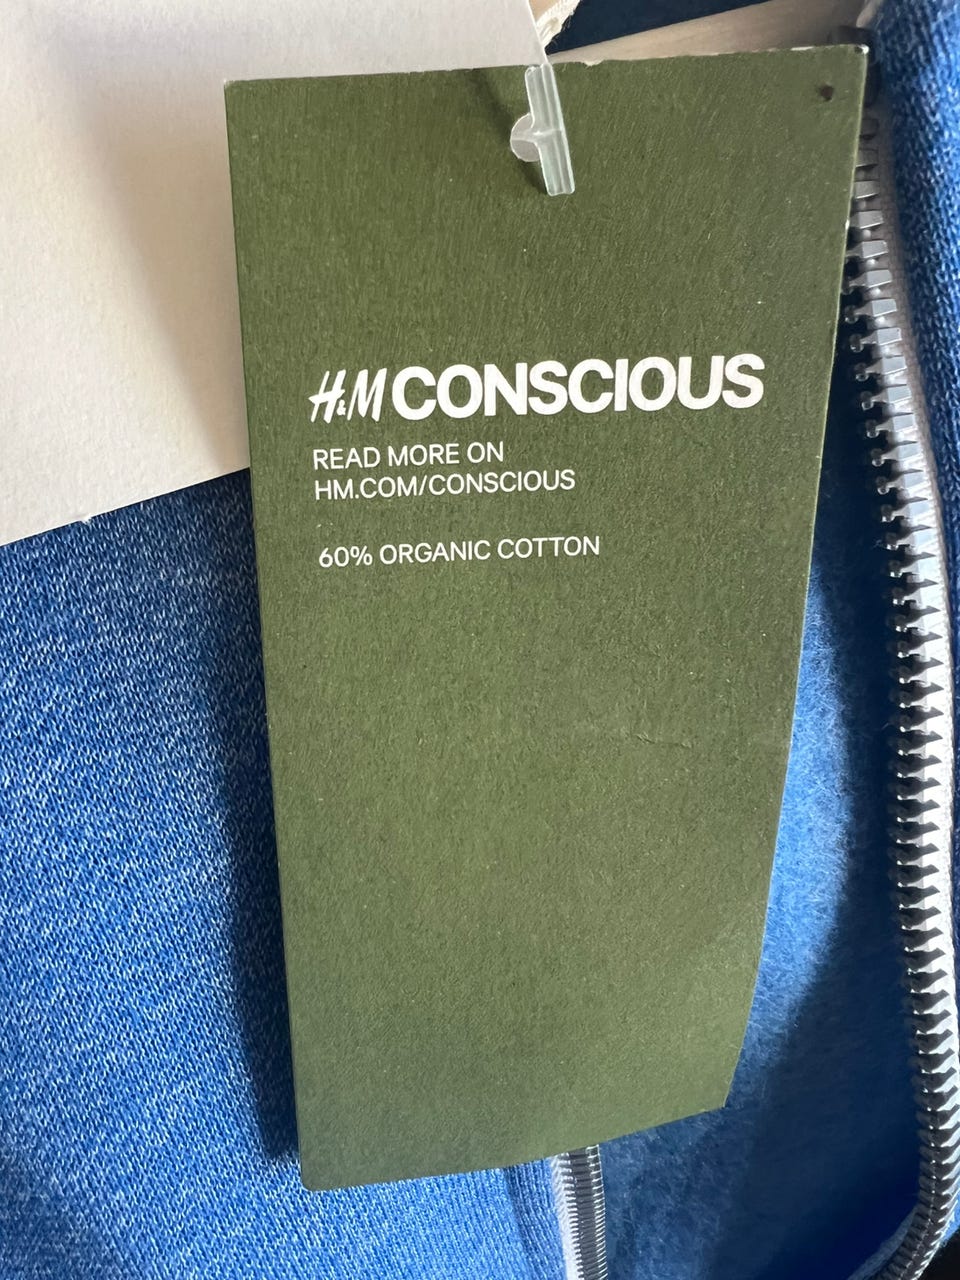 H&M CONSCIOUS
READ MORE ON
HM.COM/CONSCIOUS
60% ORGANIC COTTON